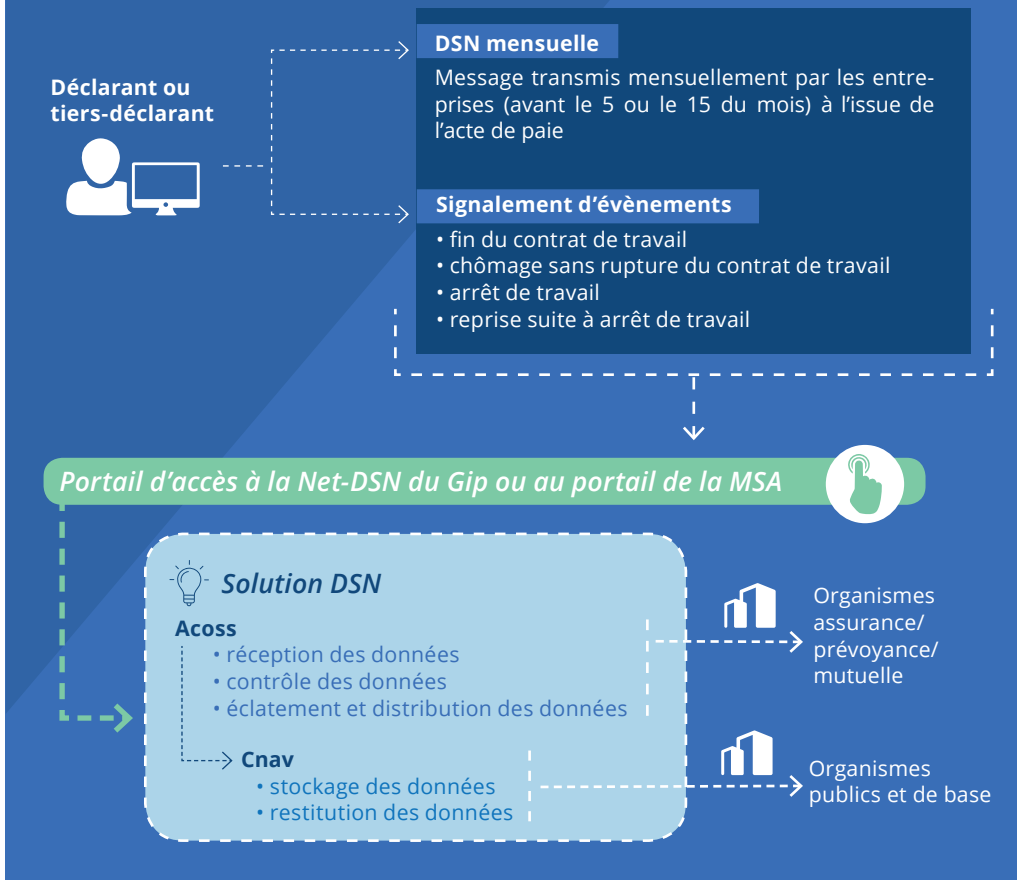 Déclarant ou
tiers-déclarant
DSN mensuelle
Message transmis mensuellement par les entre-
prises (avant le 5 ou le 15 du mois) à l’issue de
l’acte de paie
Signalement d’évènements
• fin du contrat de travail
• chômage sans rupture du contrat de travail
• arrêt de travail
• reprise suite à arrêt de travail
Portail d’accès à la Net-DSN du Gip ou au portail de la MSA
Solution DSN
Acoss
• réception des données
• contrôle des données
• éclatement et distribution des données
Cnav
• stockage des données
• restitution des données
Organismes
assurance/
prévoyance/
mutuelle
Organismes
publics et de base